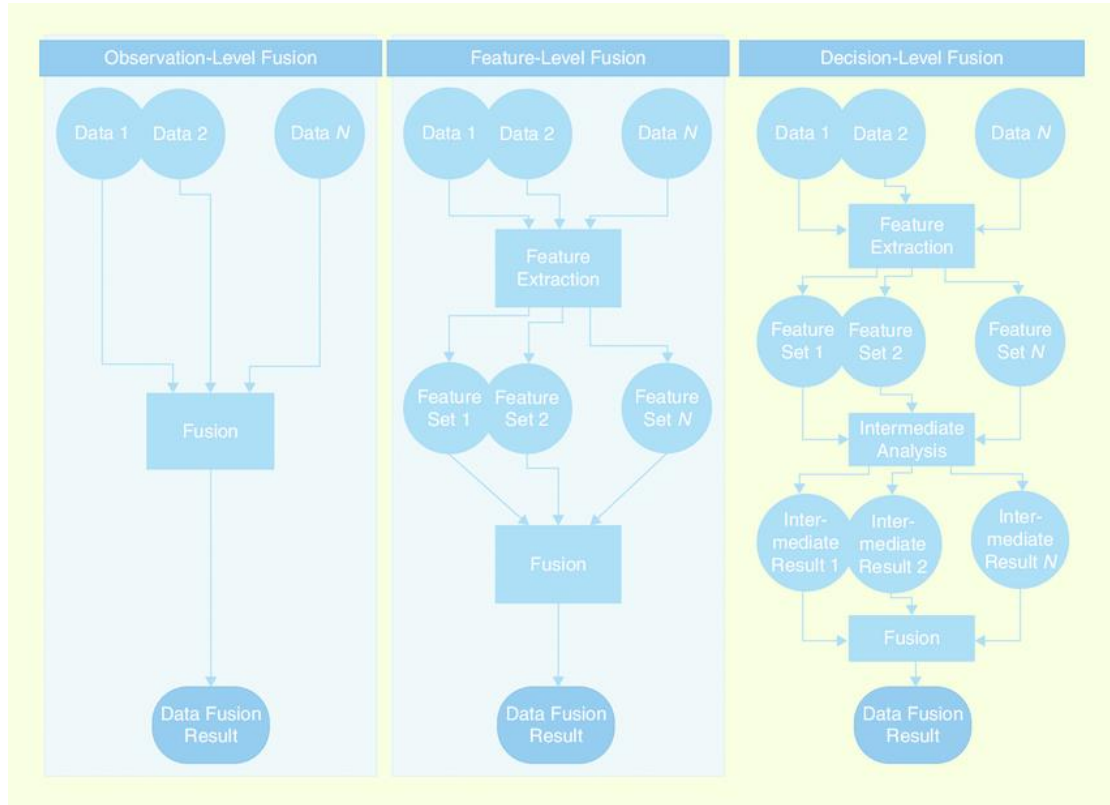 Observation-Level Fusion
Data 1
Data 2
Data N
Fusion
Data Fusion
Result
Feature-Level Fusion
Data 1
Data 2
Data N
Feature
Extraction
Feature
Set 1
Feature
Set 2
Feature
Set N
Fusion
Data Fusion
Result
Decision-Level Fusion
Data 1
Data 2
Data N
Feature
Extraction
Feature
Set 1
Feature
Set 2
Feature
Set N
Intermediate
Analysis
Inter-
mediate
Result 1
Inter-
mediate
Result 2
Inter-
mediate
Result N
Fusion
Data Fusion
Result